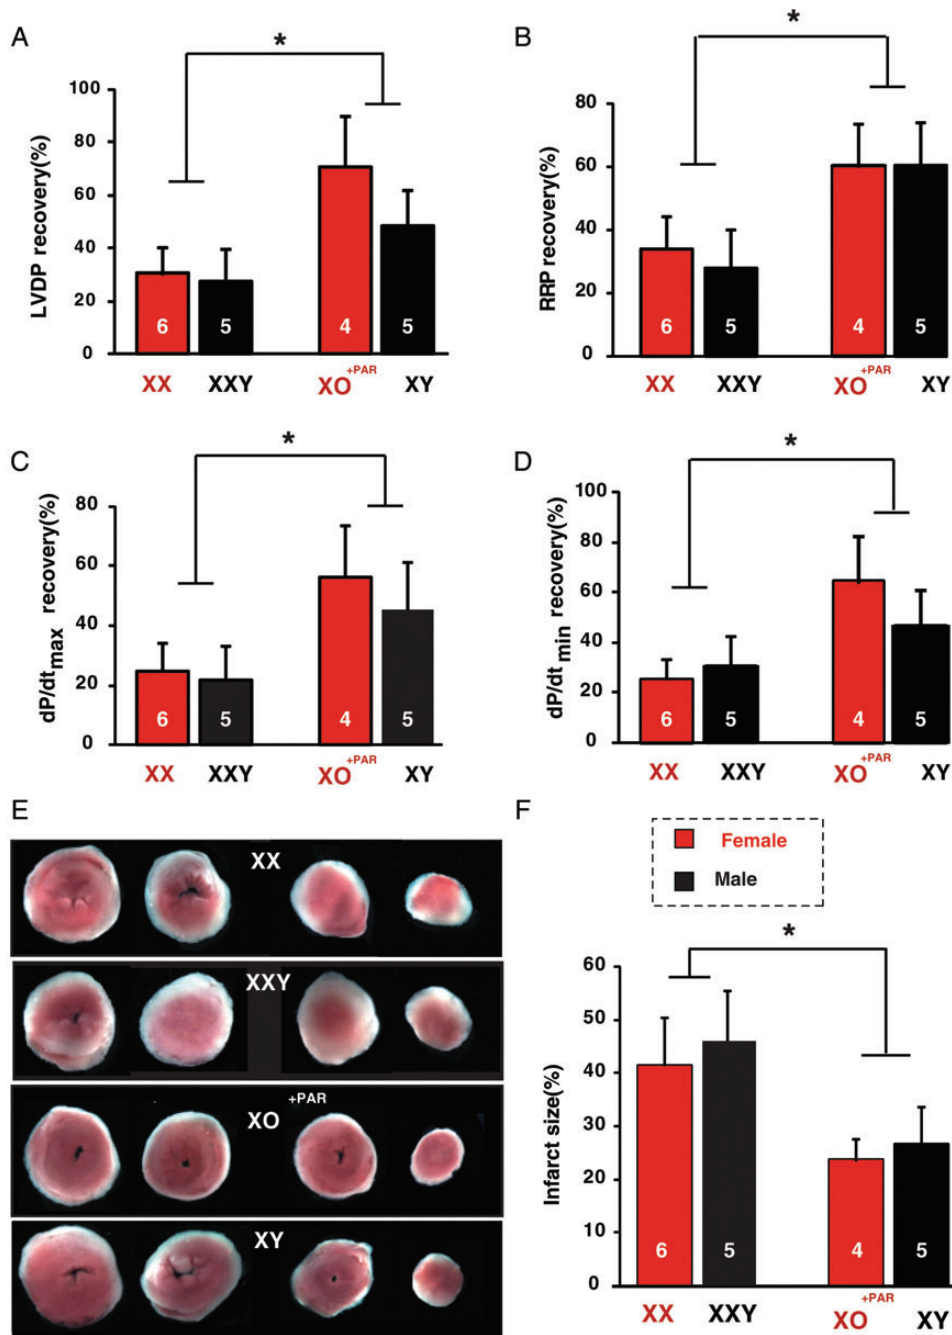 A
*
LVDP recovery(%)
100
80
60
40
20
0
6
5
4
5
XX
XXY
XO+PAR
XY
B
*
RRP recovery(%)
80
60
40
20
0
6
5
4
5
XX
XXY
XO+PAR
XY
C
*
dP/dt max recovery(%)
80
60
40
20
0
6
5
4
5
XX
XXY
XO+PAR
XY
D
*
dP/dt min recovery(%)
100
80
60
40
20
0
6
5
4
5
XX
XXY
XO+PAR
XY
E
XX
XXY
XO+PAR
XY
F
Female
Male
*
Infarct size(%)
60
50
40
30
20
10
0
6
5
4
5
XX
XXY
XO+PAR
XY